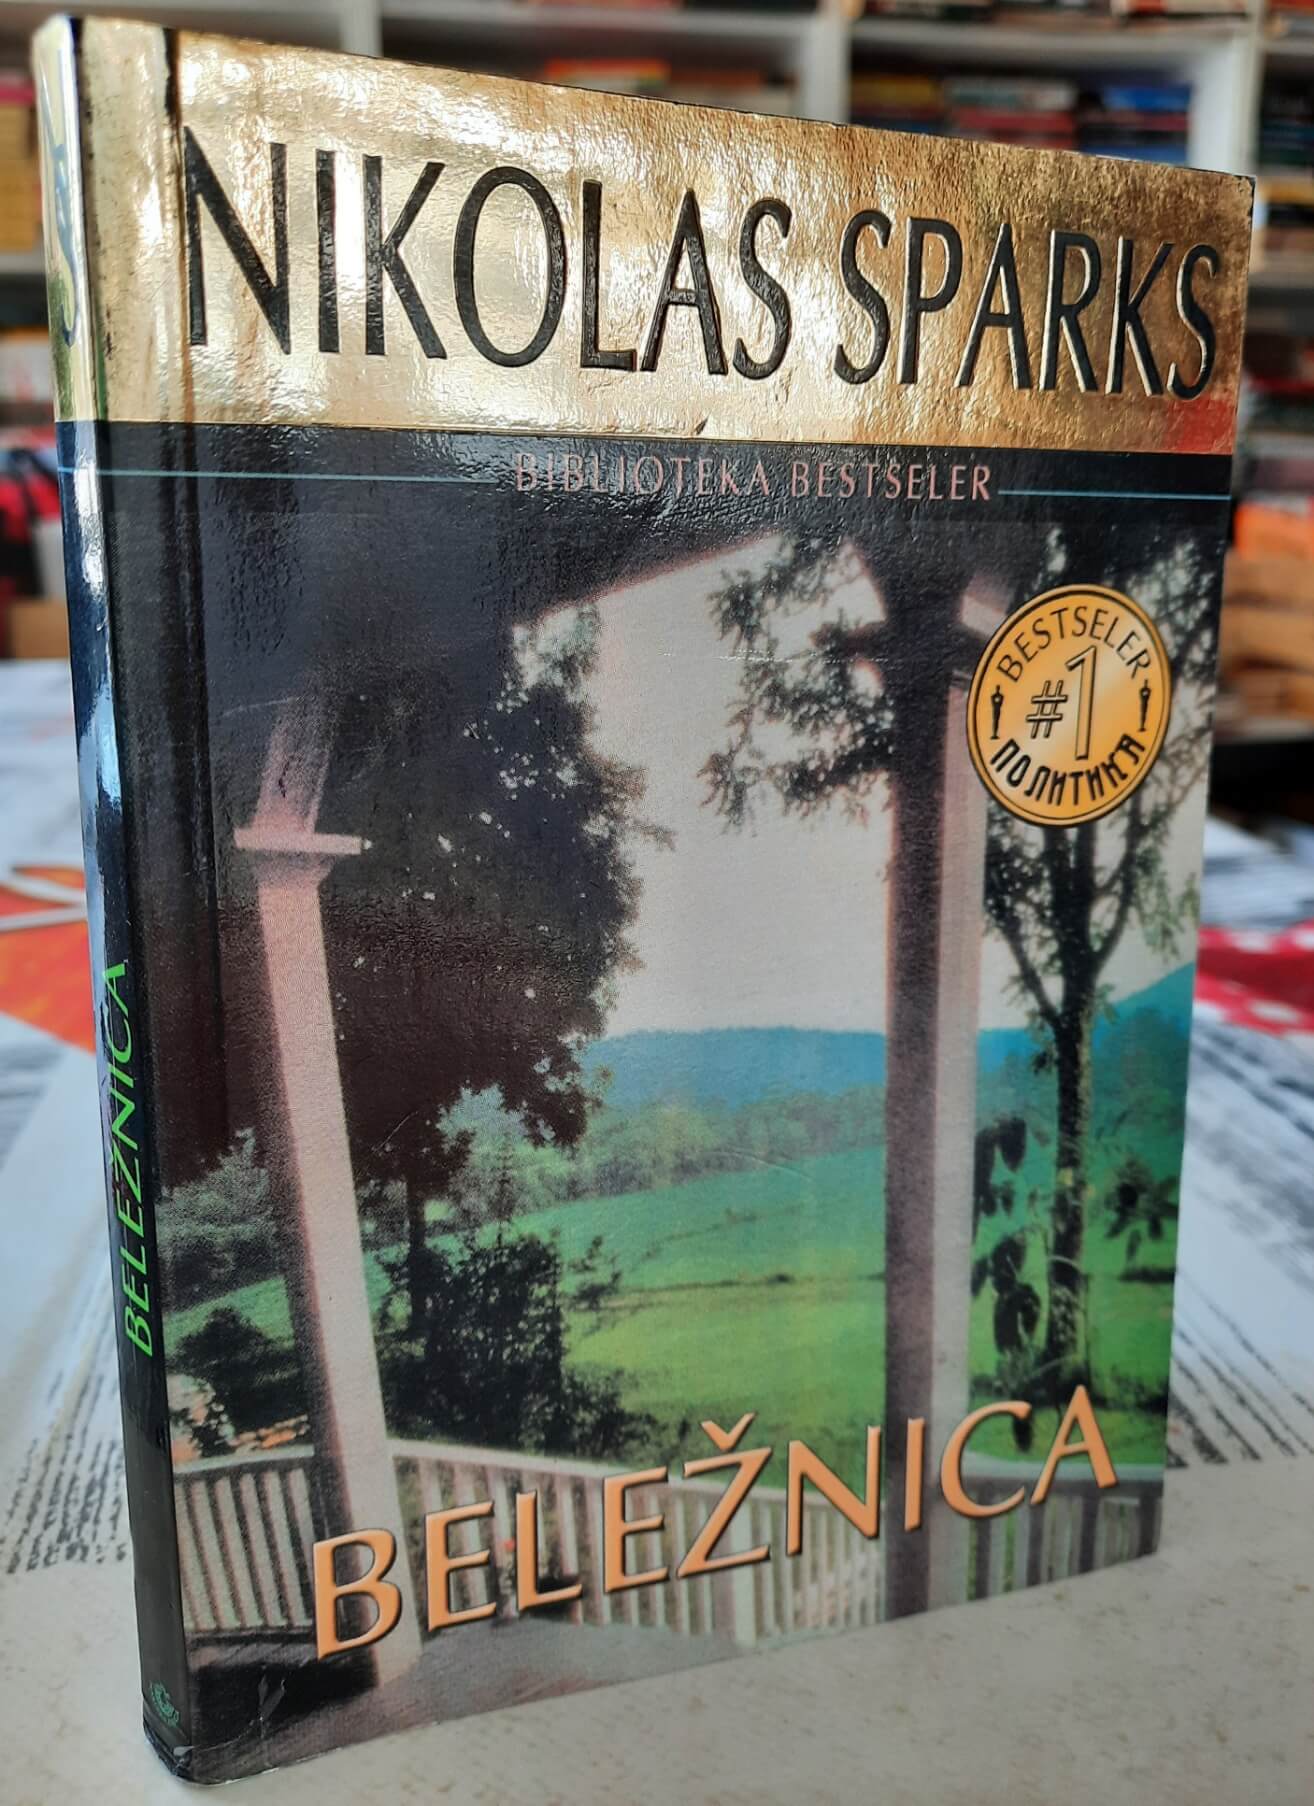 NIKOLAS SPARKS
BIBLIOTEKA BESTSELER
BESTSELER
#1
ПОЛИТИКА
BELEŽNICA
BELEŽNICA